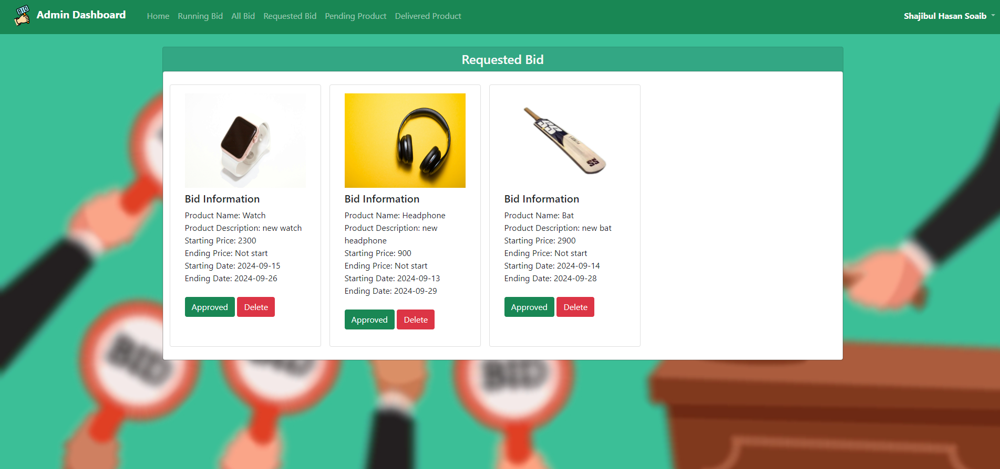 BID
Admin Dashboard
Home
Running Bid
All Bid
Requested Bid
Pending Product
Delivered Product
Shajibul Hasan Soaib
Requested Bid
SS
SS
Bid Information
Product Name: Watch
Product Description: new watch
Starting Price: 2300
Ending Price: Not start
Starting Date: 2024-09-15
Ending Date: 2024-09-26
Approved
Delete
Bid Information
Product Name: Headphone
Product Description: new
headphone
Starting Price: 900
Ending Price: Not start
Starting Date: 2024-09-13
Ending Date: 2024-09-29
Approved
Delete
Bid Information
Product Name: Bat
Product Description: new bat
Starting Price: 2900
Ending Price: Not start
Starting Date: 2024-09-14
Ending Date: 2024-09-28
Approved
Delete
BID
BID